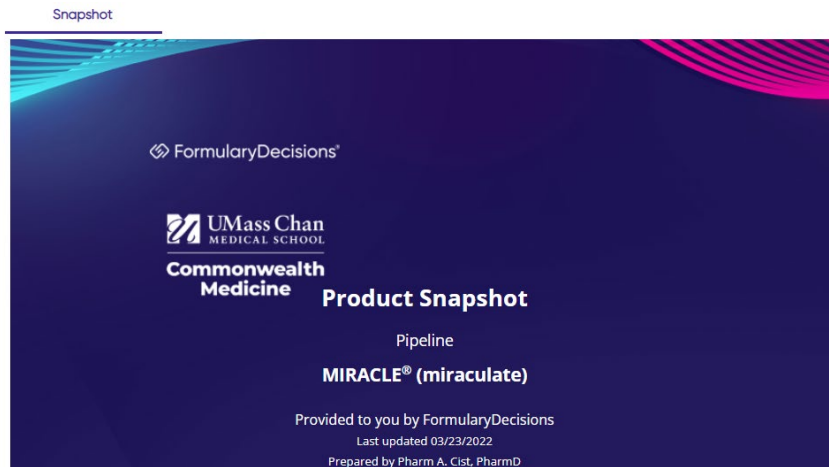 Snapshot
FormularyDecisions®
UMass Chan
MEDICAL SCHOOL
Commonwealth
Medicine
Product Snapshot
Pipeline
MIRACLE® (miraculate)
Provided to you by FormularyDecisions
Last updated 03/23/2022
Prepared by Pharm A. Cist, PharmD